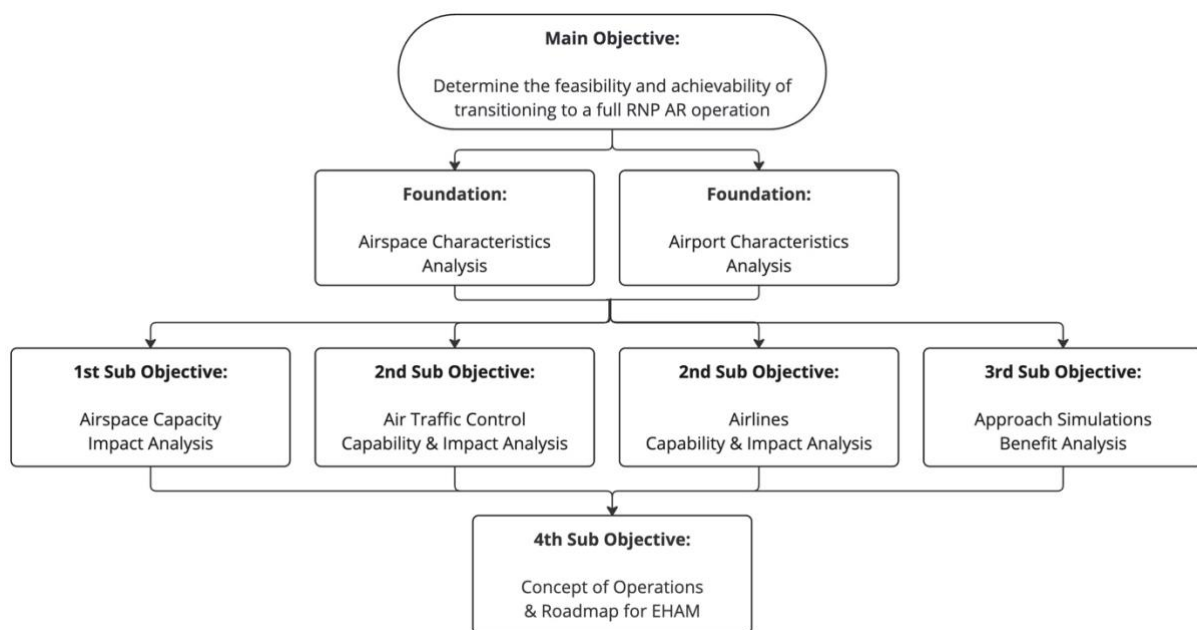 Main Objective:
Determine the feasibility and achievability of
transitioning to a full RNP AR operation
Foundation:
Airspace Characteristics
Analysis
Foundation:
Airport Characteristics
Analysis
1st Sub Objective:
Airspace Capacity
Impact Analysis
2nd Sub Objective:
Air Traffic Control
Capability & Impact Analysis
2nd Sub Objective:
Airlines
Capability & Impact Analysis
3rd Sub Objective:
Approach Simulations
Benefit Analysis
4th Sub Objective:
Concept of Operations
& Roadmap for EHAM